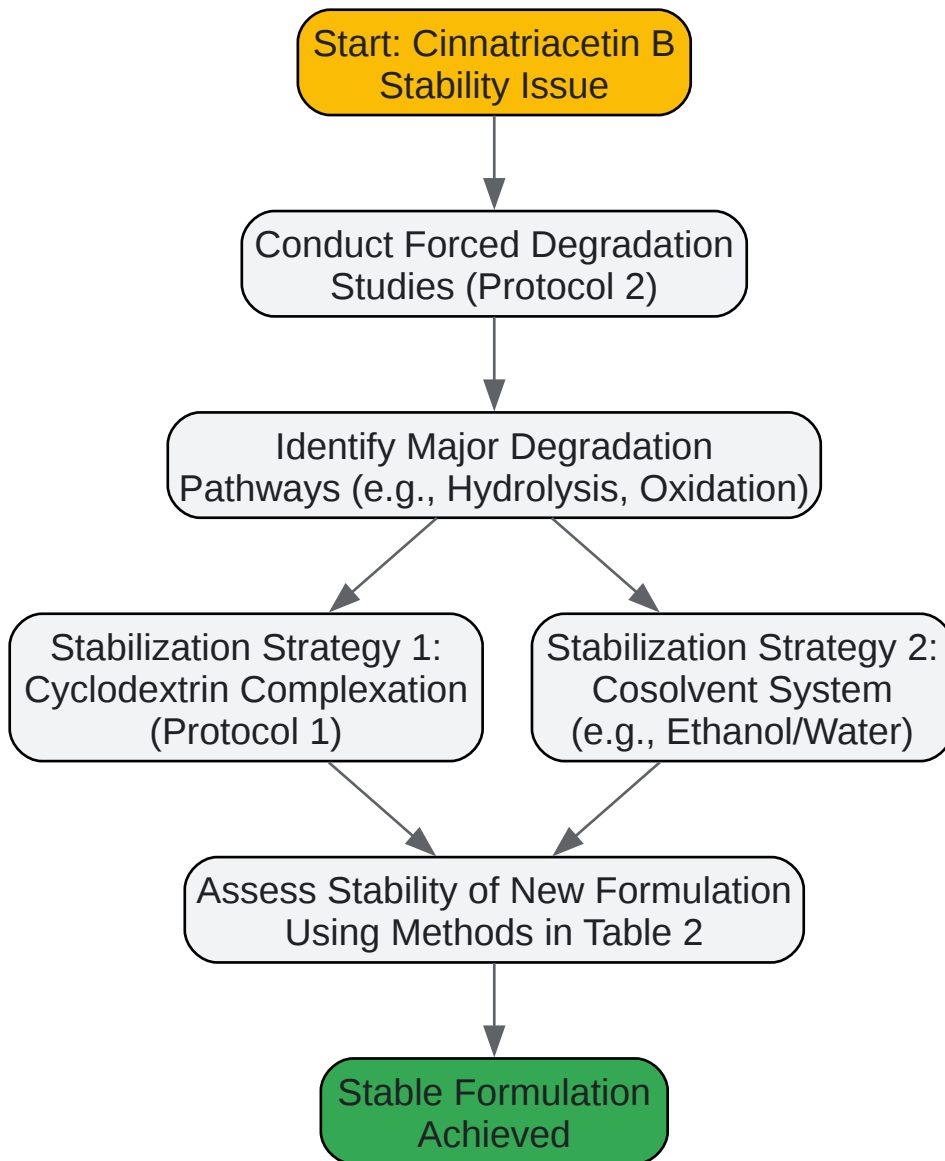 Start: Cinnatriacetin B
Stability Issue
Conduct Forced Degradation
Studies (Protocol 2)
Identify Major Degradation
Pathways (e.g., Hydrolysis, Oxidation)
Stabilization Strategy 1:
Cyclodextrin Complexation
(Protocol 1)
Stabilization Strategy 2:
Cosolvent System
(e.g., Ethanol/Water)
Assess Stability of New Formulation
Using Methods in Table 2
Stable Formulation
Achieved